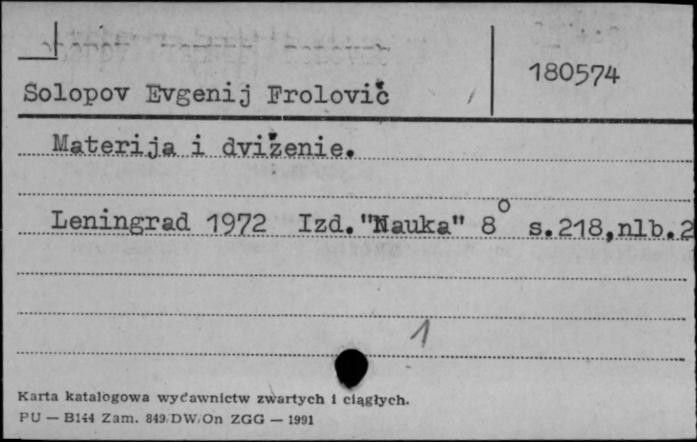 180574
Solopov Evgenij Frolovič
Materija i dviženie.
Leningrad 1972 Izd. "Nauka" 8° s.218,nlb.2
1
Karta katalogowa wydawnictw zwartych i ciągłych.
PU — B144 Zam. 849/DW/On ZGG — 1991